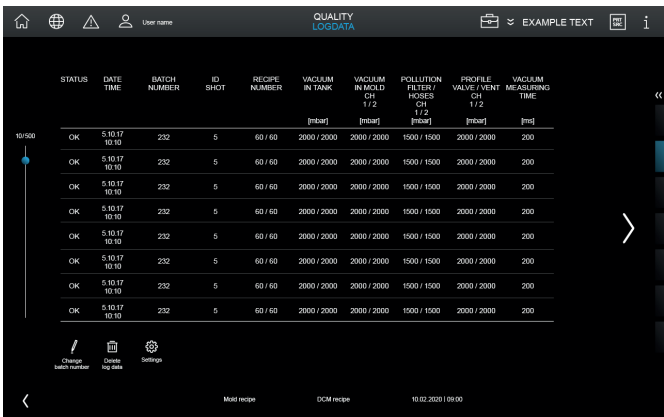 User name
QUALITY
LOGDATA
EXAMPLE TEXT
PRT
SRC
i
STATUS DATE TIME BATCH NUMBER ID SHOT RECIPE NUMBER VACUUM IN TANK [mbar] VACUUM IN MOLD CH 1 / 2 [mbar] POLLUTION FILTER / HOSES CH 1 / 2 [mbar] PROFILE VALVE / VENT CH 1 / 2 [mbar] VACUUM MEASURING TIME [ms]
10/500
OK 5.10.17 10:10 232 5 60 / 60 2000 / 2000 2000 / 2000 1500 / 1500 2000 / 2000 200
OK 5.10.17 10:10 232 5 60 / 60 2000 / 2000 2000 / 2000 1500 / 1500 2000 / 2000 200
OK 5.10.17 10:10 232 5 60 / 60 2000 / 2000 2000 / 2000 1500 / 1500 2000 / 2000 200
OK 5.10.17 10:10 232 5 60 / 60 2000 / 2000 2000 / 2000 1500 / 1500 2000 / 2000 200
OK 5.10.17 10:10 232 5 60 / 60 2000 / 2000 2000 / 2000 1500 / 1500 2000 / 2000 200
OK 5.10.17 10:10 232 5 60 / 60 2000 / 2000 2000 / 2000 1500 / 1500 2000 / 2000 200
OK 5.10.17 10:10 232 5 60 / 60 2000 / 2000 2000 / 2000 1500 / 1500 2000 / 2000 200
OK 5.10.17 10:10 232 5 60 / 60 2000 / 2000 2000 / 2000 1500 / 1500 2000 / 2000 200
Change
batch number
Delete
log data
Settings
Mold recipe DCM recipe 10.02.2020 | 09:00